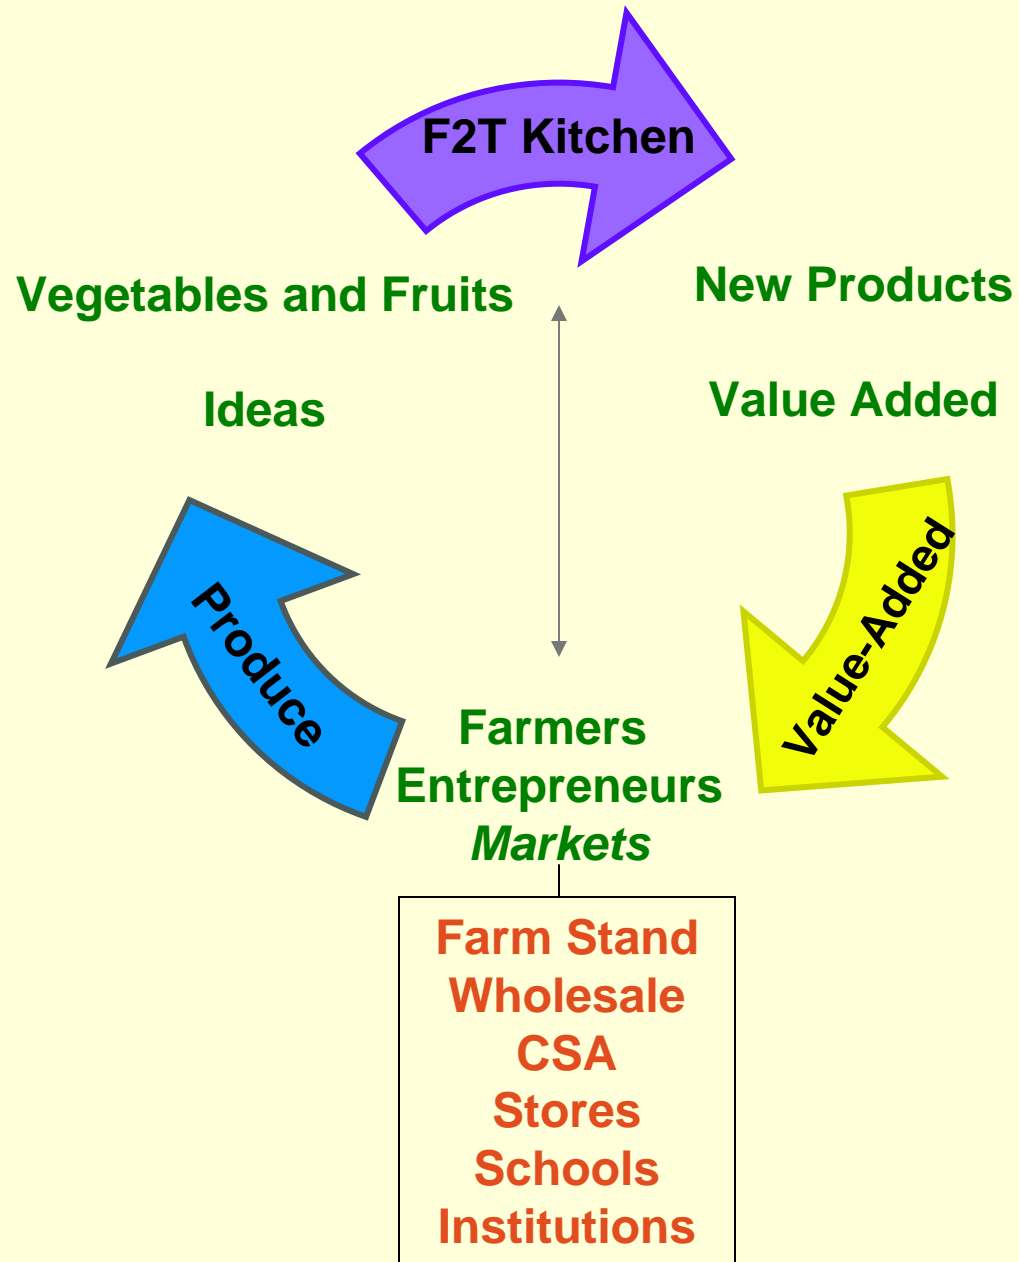 F2T Kitchen
Vegetables and Fruits
New Products
Ideas
Value Added
Produce
Value-Added
Farmers
Entrepreneurs
Markets
Farm Stand
Wholesale
CSA
Stores
Schools
Institutions